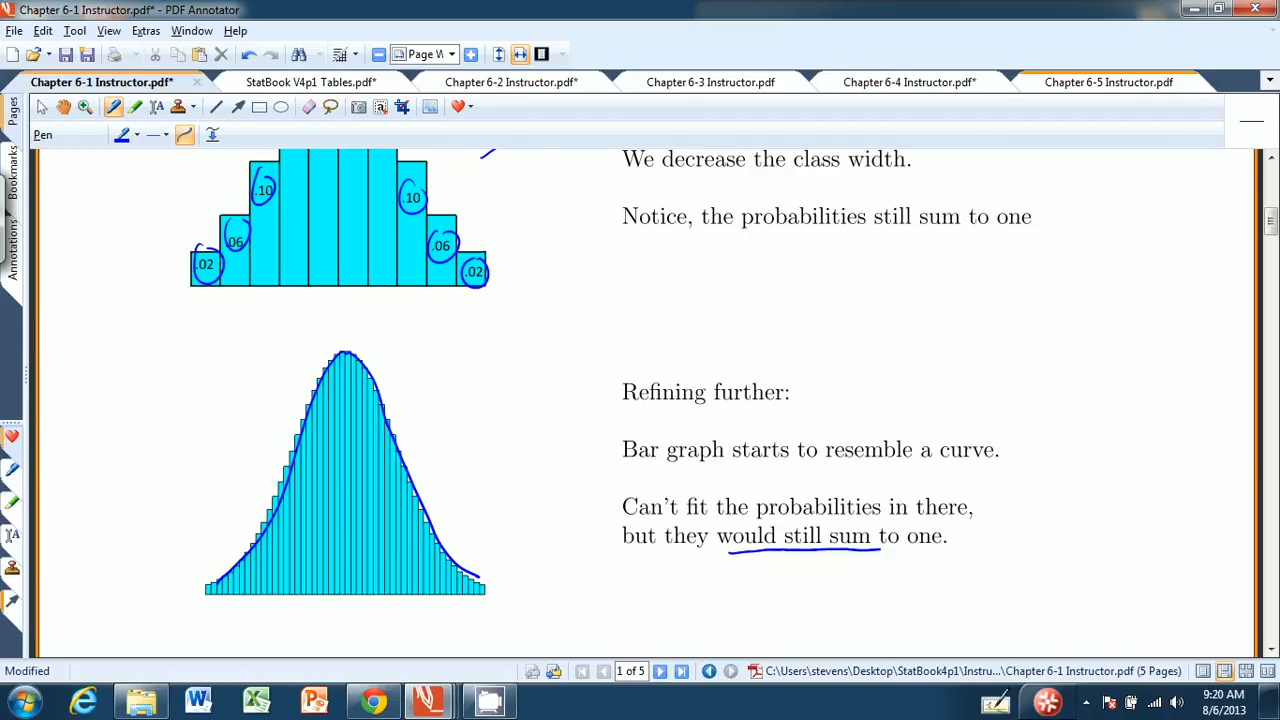 Chapter 6-1 Instructor.pdf* - PDF Annotator
File Edit Tool View Extras Window Help
Page W
Chapter 6-1 Instructor.pdf* StatBook V4p1 Tables.pdf* Chapter 6-2 Instructor.pdf* Chapter 6-3 Instructor.pdf Chapter 6-4 Instructor.pdf* Chapter 6-5 Instructor.pdf
Pen
Pages
Bookmarks
Annotations
.10 .10
.06 .06
.02 .02
We decrease the class width.
Notice, the probabilities still sum to one
Refining further:
Bar graph starts to resemble a curve.
Can't fit the probabilities in there,
but they would still sum to one.
Modified 1 of 5 C:\Users\stevens\Desktop\StatBook4p1\Instru...\Chapter 6-1 Instructor.pdf (5 Pages)
9:20 AM
8/6/2013